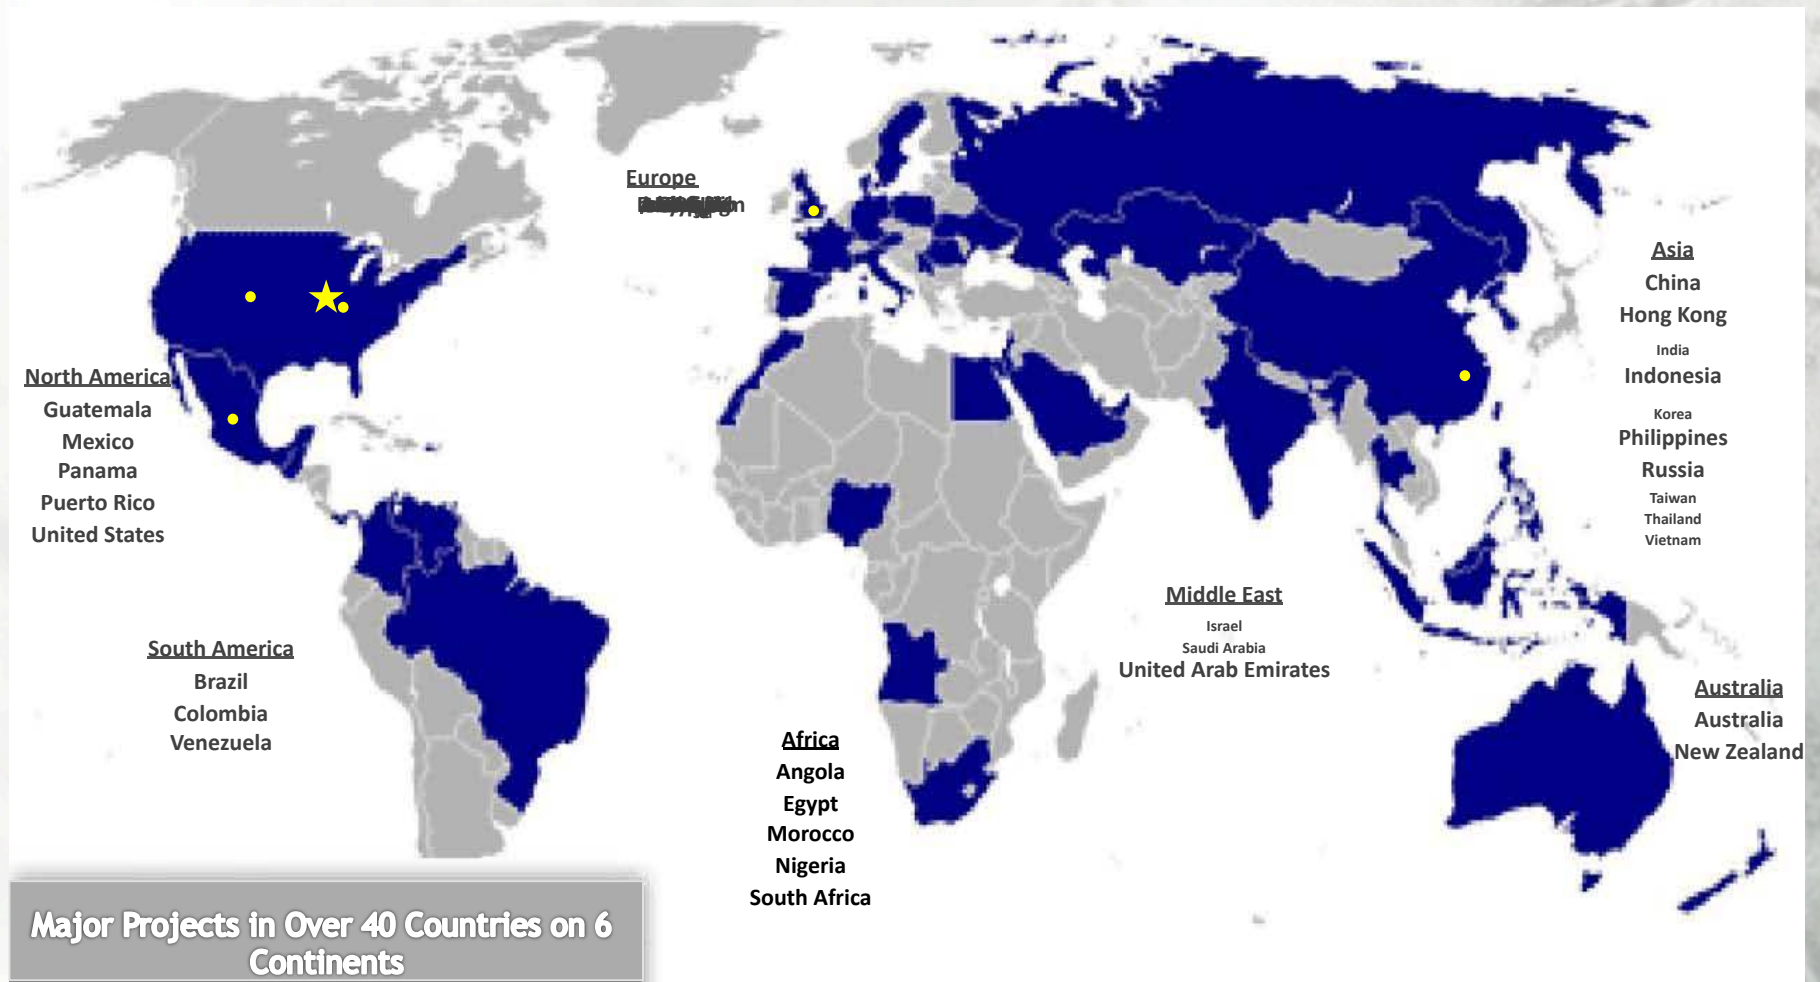 Europe
North America
Guatemala
Mexico
Panama
Puerto Rico
United States
South America
Brazil
Colombia
Venezuela
Africa
Angola
Egypt
Morocco
Nigeria
South Africa
Middle East
Israel
Saudi Arabia
United Arab Emirates
Asia
China
Hong Kong
India
Indonesia
Korea
Philippines
Russia
Taiwan
Thailand
Vietnam
Australia
Australia
New Zealand
Major Projects in Over 40 Countries on 6
Continents